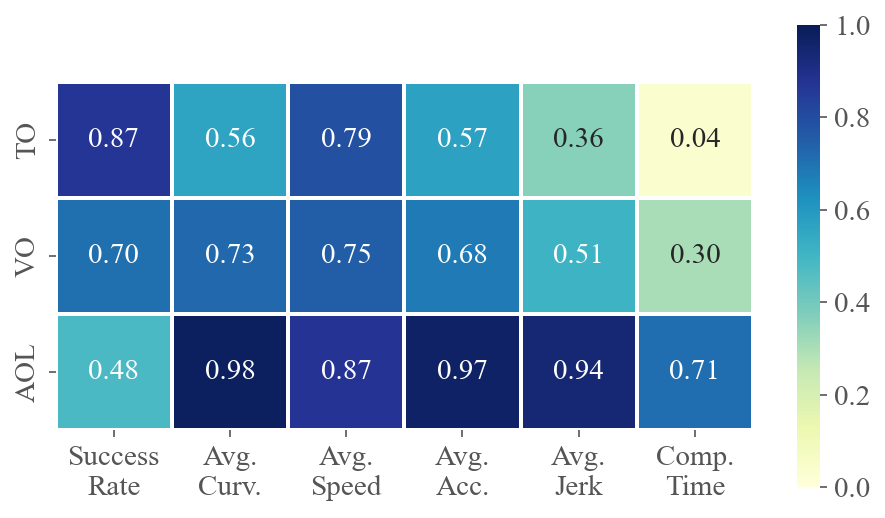 1.0
0.8
0.6
0.4
0.2
0.0
TO
0.87 0.56 0.79 0.57 0.36 0.04
VO
0.70 0.73 0.75 0.68 0.51 0.30
AOL
0.48 0.98 0.87 0.97 0.94 0.71
Success Rate
Avg. Curv.
Avg. Speed
Avg. Acc.
Avg. Jerk
Comp. Time